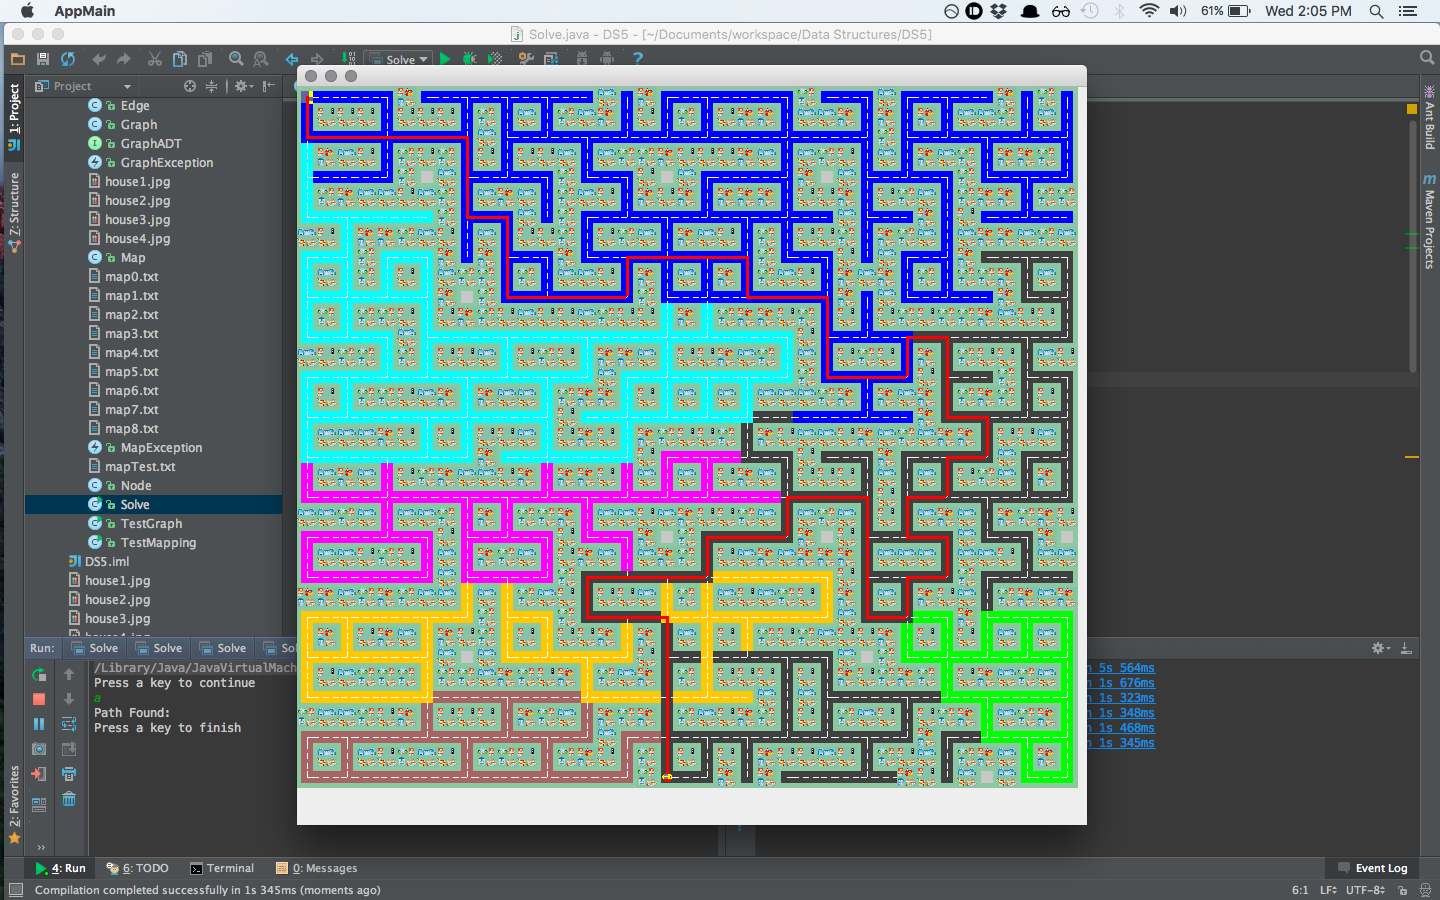 AppMain
61%
Wed 2:05 PM
Solve.java - DS5 - [~/Documents/workspace/Data Structures/DS5]
Solve
Project
1: Project
7: Structure
2: Favorites
Edge
Graph
GraphADT
GraphException
house1.jpg
house2.jpg
house3.jpg
house4.jpg
Map
map0.txt
map1.txt
map2.txt
map3.txt
map4.txt
map5.txt
map6.txt
map7.txt
map8.txt
MapException
mapTest.txt
Node
Solve
TestGraph
TestMapping
DS5.iml
house1.jpg
house2.jpg
house3.jpg
Ant Build
Maven Projects
Run:
Solve
Solve
Solve
/Library/Java/JavaVirtualMach
Press a key to continue
a
Path Found:
Press a key to finish
n 5s 564ms
n 1s 676ms
n 1s 323ms
n 1s 348ms
n 1s 468ms
n 1s 345ms
4: Run
6: TODO
Terminal
0: Messages
Event Log
Compilation completed successfully in 1s 345ms (moments ago)
6:1
LF
UTF-8